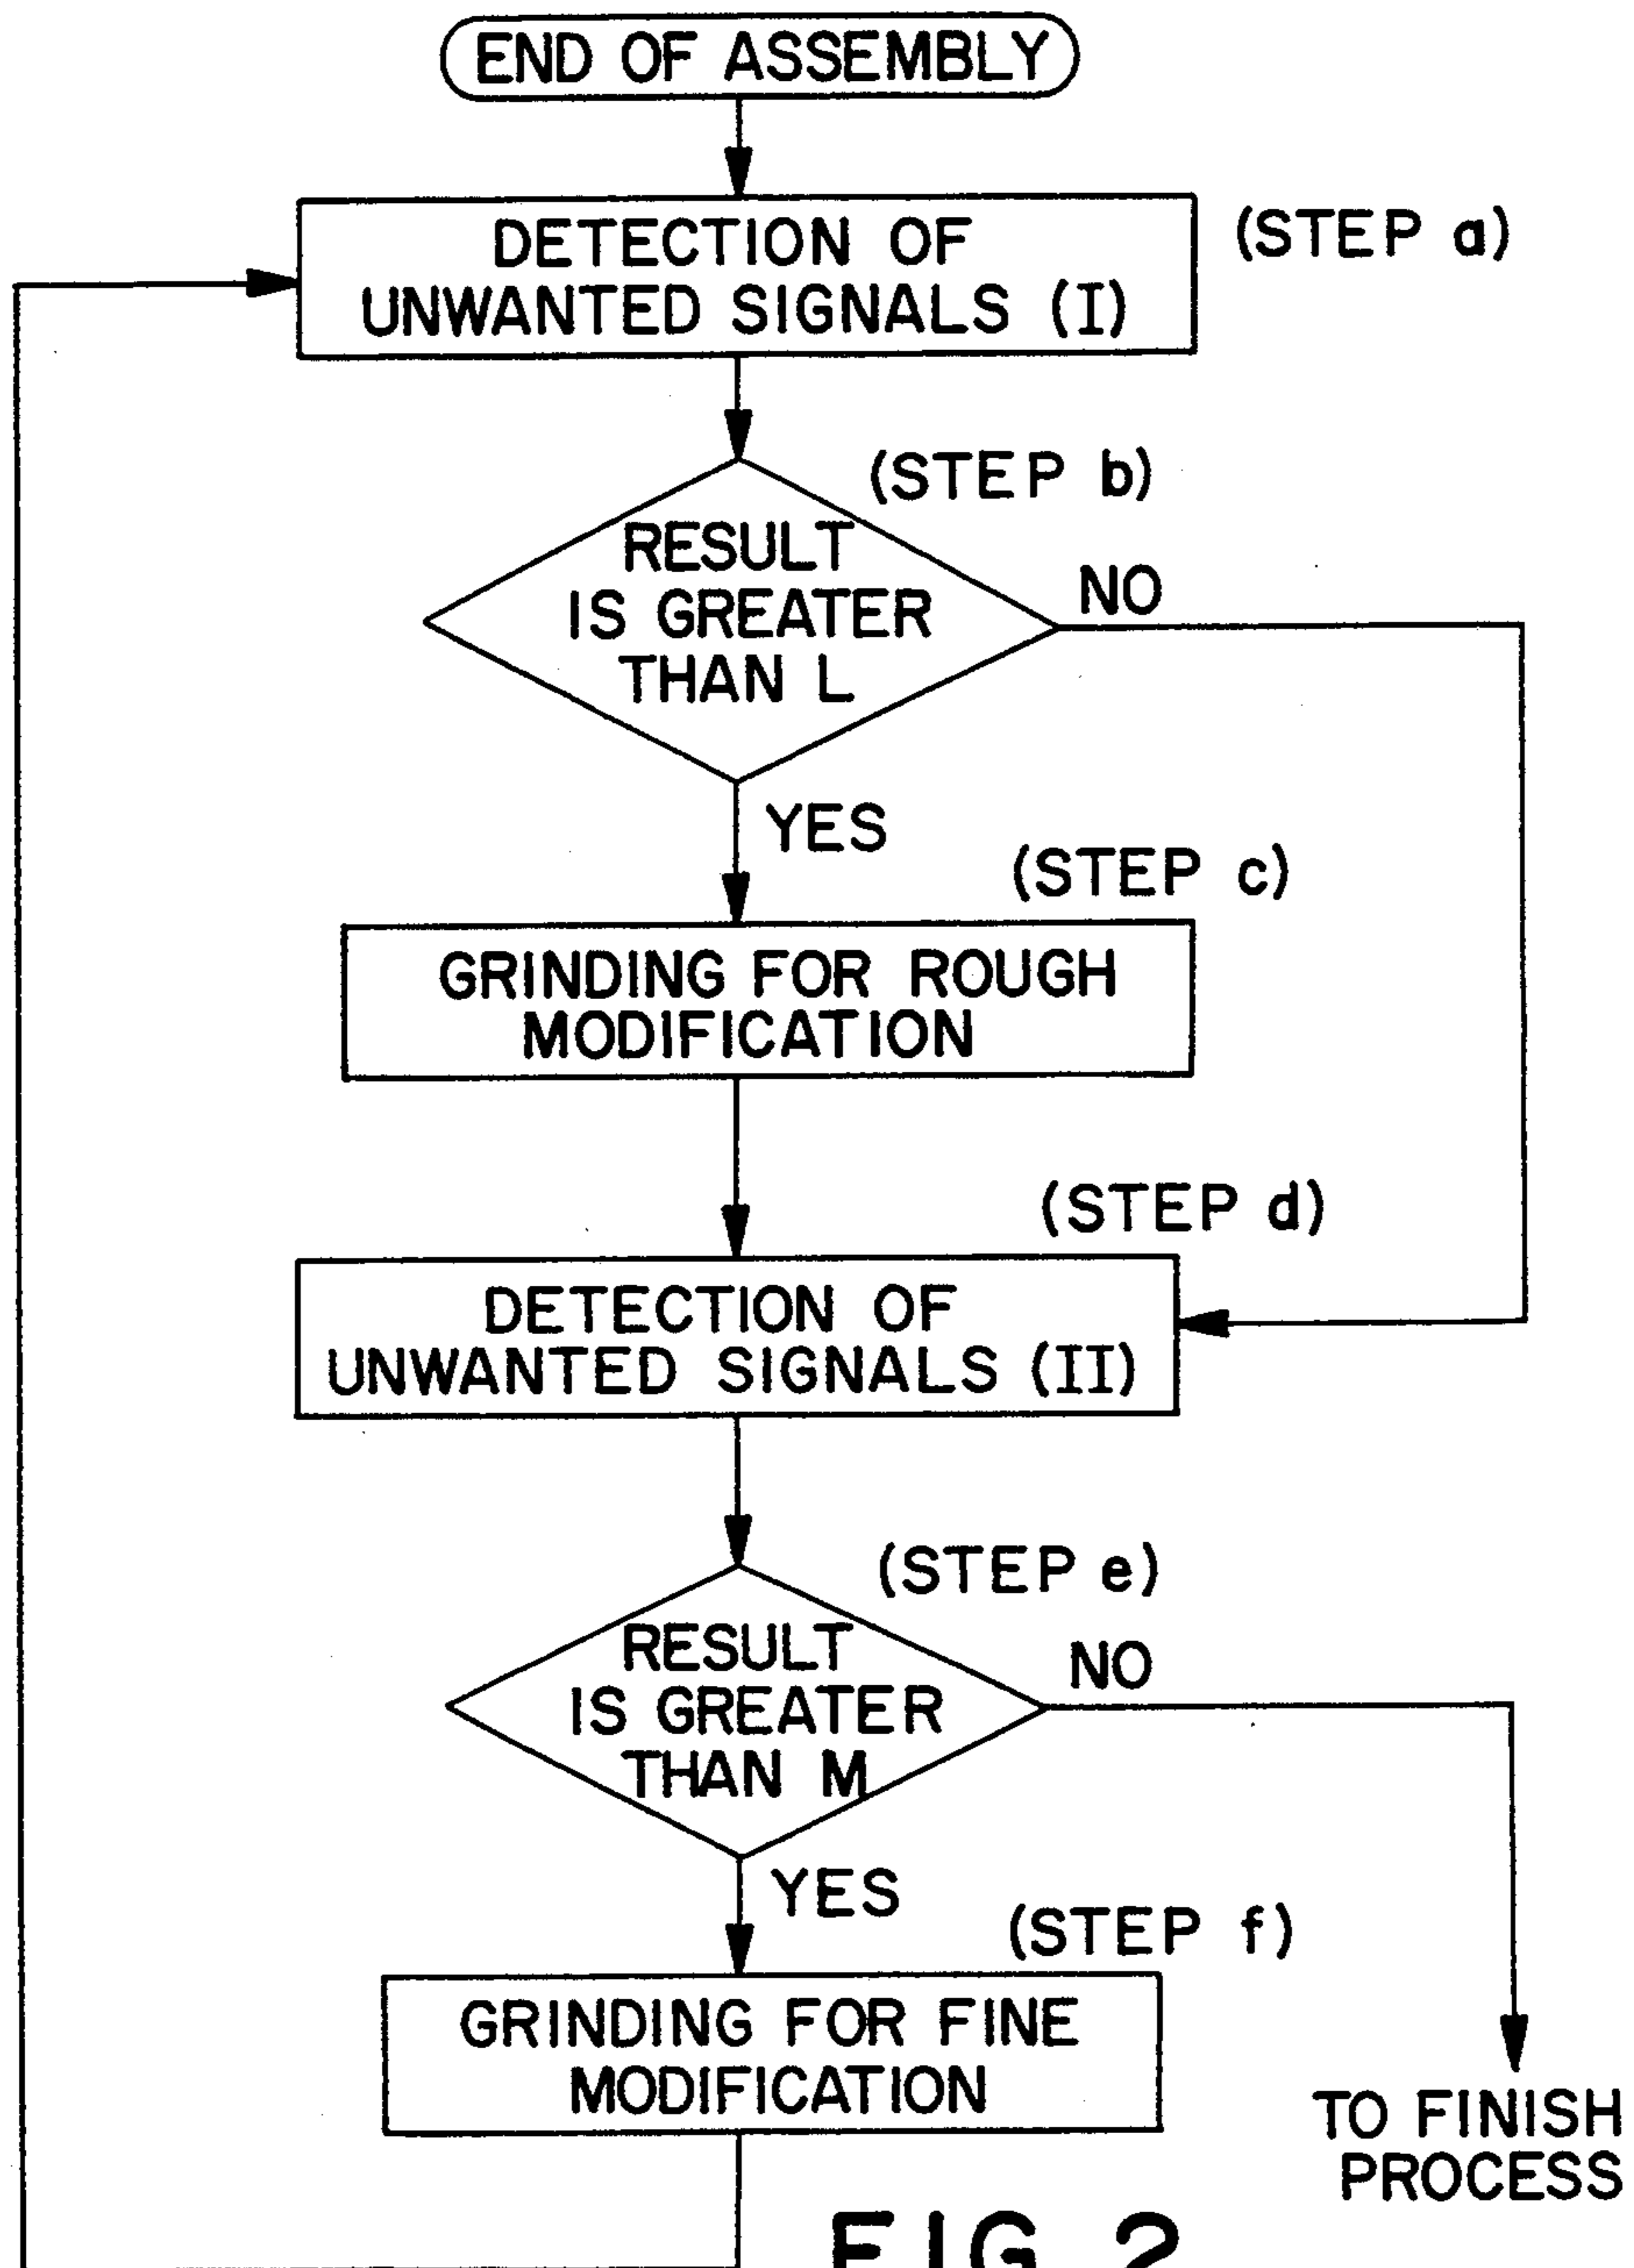 END OF ASSEMBLY
DETECTION OF
UNWANTED SIGNALS (I)
(STEP a)
(STEP b)
RESULT
IS GREATER
THAN L
NO
YES
(STEP c)
GRINDING FOR ROUGH
MODIFICATION
(STEP d)
DETECTION OF
UNWANTED SIGNALS (II)
(STEP e)
RESULT
IS GREATER
THAN M
NO
YES
(STEP f)
GRINDING FOR FINE
MODIFICATION
TO FINISH
PROCESS
FIG. 2